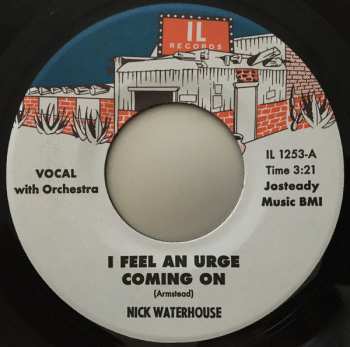 IL
RECORDS
VOCAL
with Orchestra
IL 1253-A
Time 3:21
Josteady
Music BMI
I FEEL AN URGE
COMING ON
(Armstead)
NICK WATERHOUSE